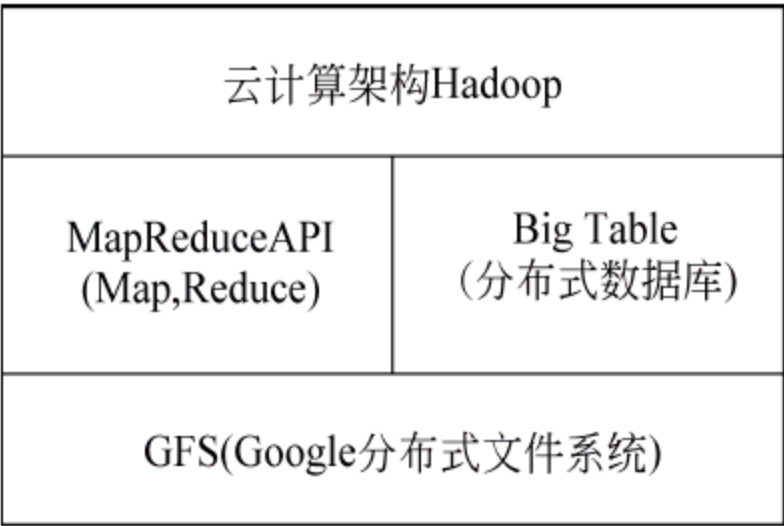 云计算架构Hadoop
MapReduceAPI
(Map,Reduce)
Big Table
（分布式数据库)
GFS(Google分布式文件系统)